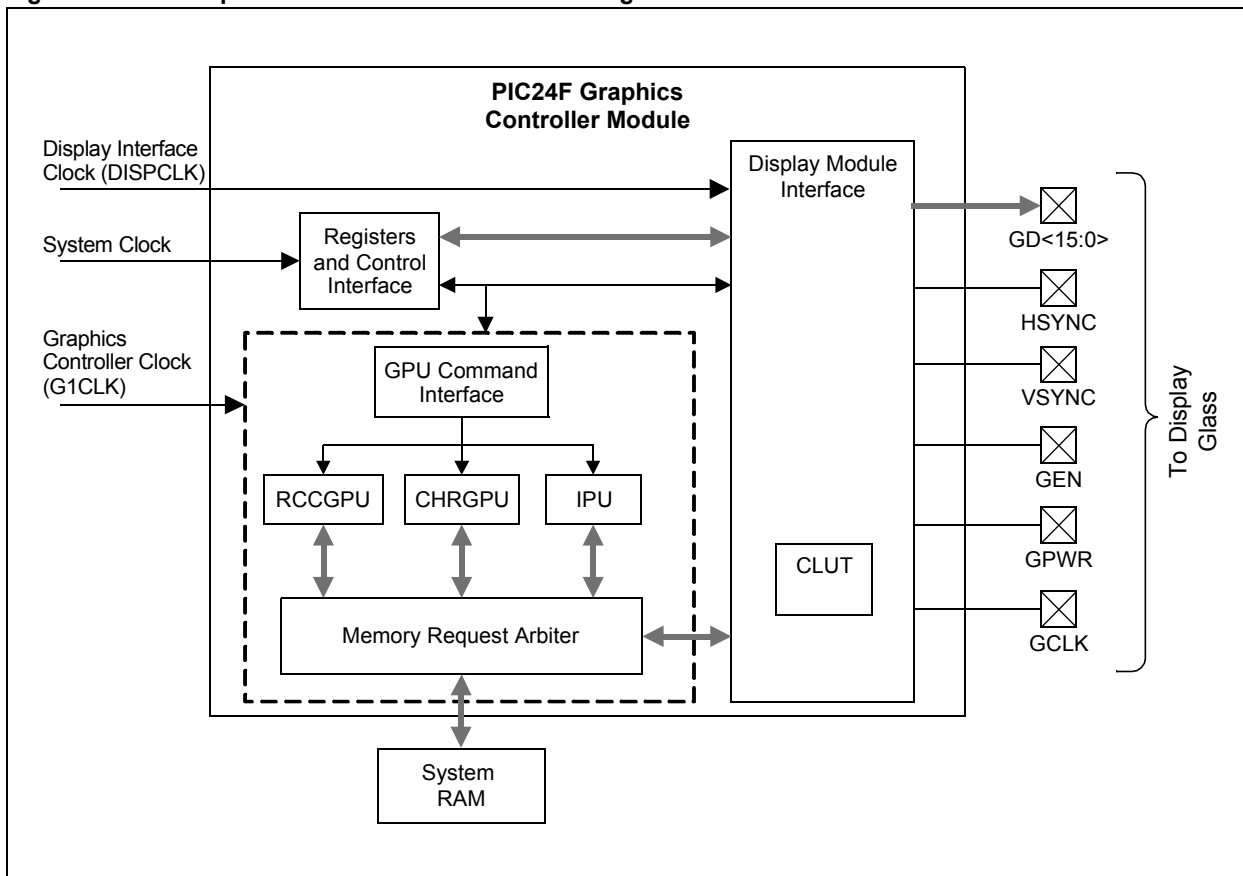 PIC24F Graphics
Controller Module
Display Interface
Clock (DISPCLK)
System Clock
Graphics
Controller Clock
(G1CLK)
Registers
and Control
Interface
GPU Command
Interface
RCCGPU
CHRGPU
IPU
Memory Request Arbiter
System
RAM
Display Module
Interface
CLUT
GD<15:0>
HSYNC
VSYNC
GEN
GPWR
GCLK
To Display
Glass